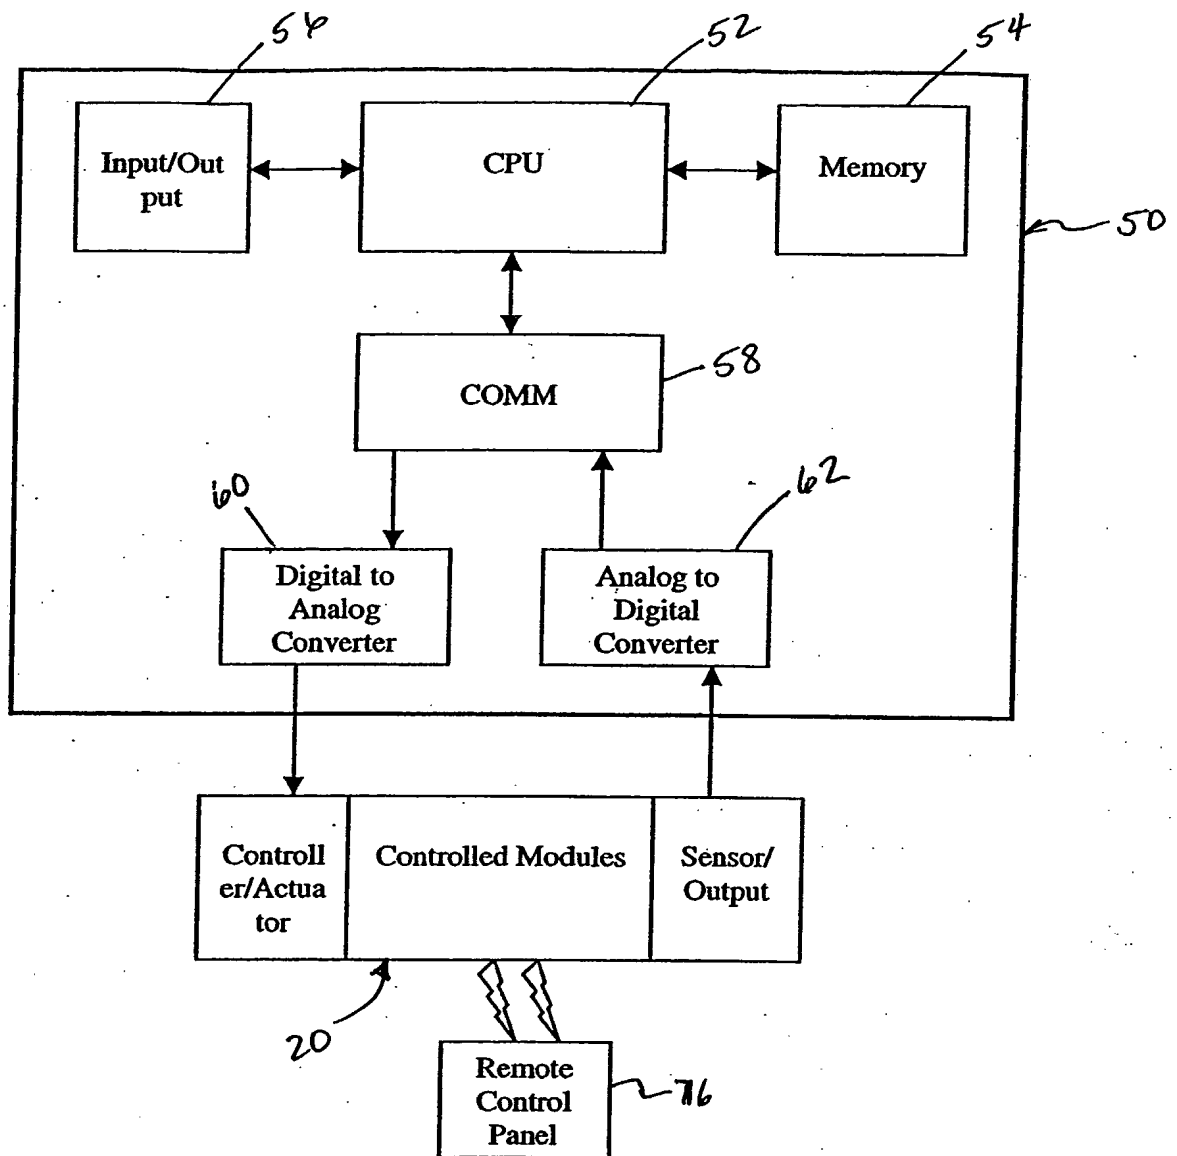 56
52
54
Input/Out
put
CPU
Memory
50
COMM
58
60
62
Digital to
Analog
Converter
Analog to
Digital
Converter
Controll
er/Actua
tor
Controlled Modules
Sensor/
Output
20
Remote
Control
Panel
76